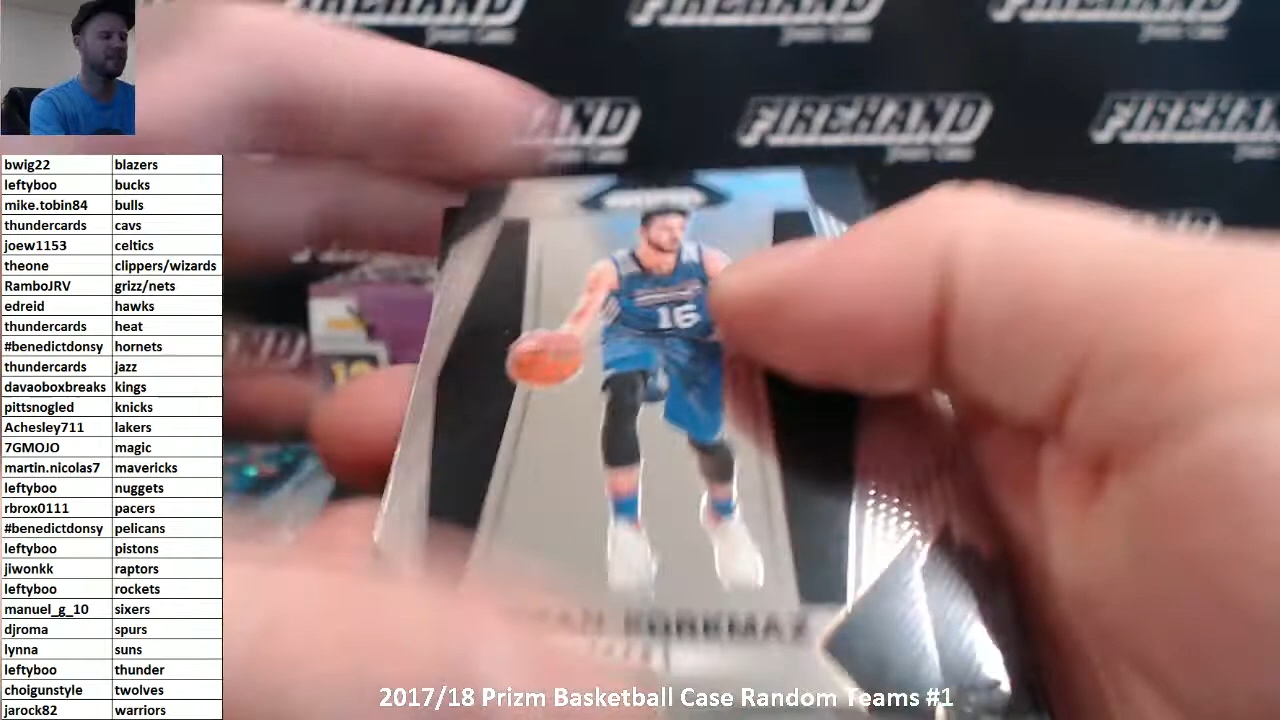 FIREHAND
bwig22 blazers
leftyboo bucks
mike.tobin84 bulls
thundercards cavs
joew1153 celtics
theone clippers/wizards
RamboJRV grizz/nets
edreid hawks
thundercards heat
#benedictdonsy hornets
thundercards jazz
davaoboxbreaks kings
pittsnogled knicks
Achesley711 lakers
7GMOJO magic
martin.nicolas7 mavericks
leftyboo nuggets
rbrox0111 pacers
#benedictdonsy pelicans
leftyboo pistons
jiwonkk raptors
leftyboo rockets
manuel_g_10 sixers
djroma spurs
lynna suns
leftyboo thunder
choigunstyle twolves
jarock82 warriors
16
KORKMAZ
2017/18 Prizm Basketball Case Random Teams #1